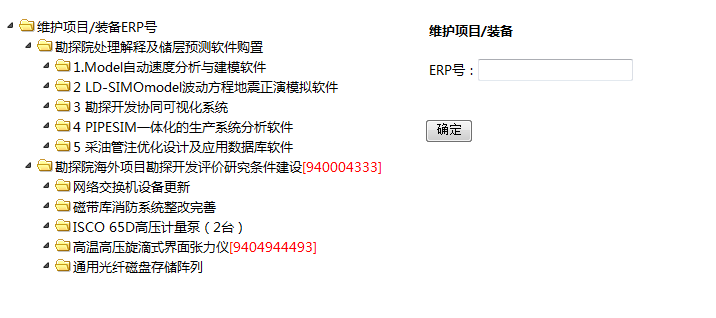 维护项目/装备ERP号
勘探院处理解释及储层预测软件购置
1.Model自动速度分析与建模软件
2 LD-SIMOmodel波动方程地震正演模拟软件
3 勘探开发协同可视化系统
4 PIPESIM一体化的生产系统分析软件
5 采油管注优化设计及应用数据库软件
勘探院海外项目勘探开发评价研究条件建设[940004333]
网络交换机设备更新
磁带库消防系统整改完善
ISCO 65D高压计量泵（2台）
高温高压旋滴式界面张力仪[9404944493]
通用光纤磁盘存储阵列
维护项目/装备
ERP号：
确定